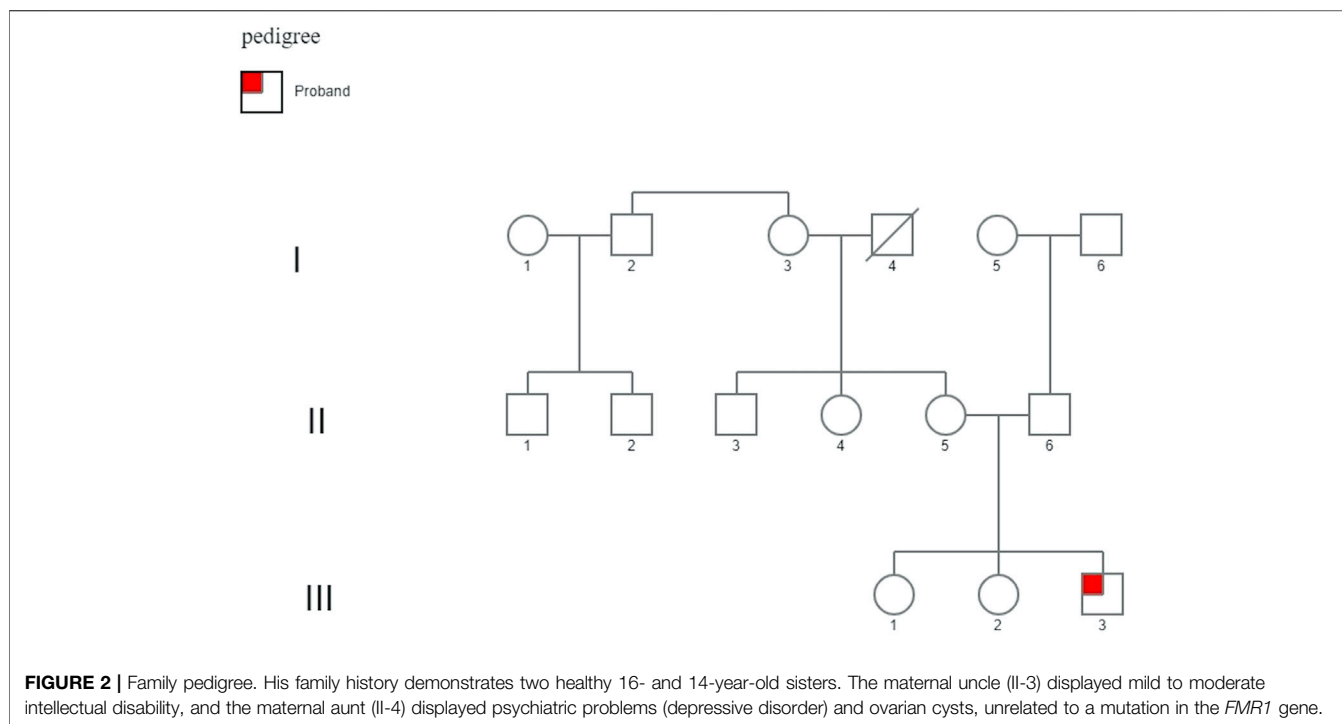 pedigree
Proband
I
1 2 3 4 5 6
II
1 2 3 4 5 6
III
1 2 3
FIGURE 2 | Family pedigree. His family history demonstrates two healthy 16- and 14-year-old sisters. The maternal uncle (II-3) displayed mild to moderate
intellectual disability, and the maternal aunt (II-4) displayed psychiatric problems (depressive disorder) and ovarian cysts, unrelated to a mutation in the FMR1 gene.